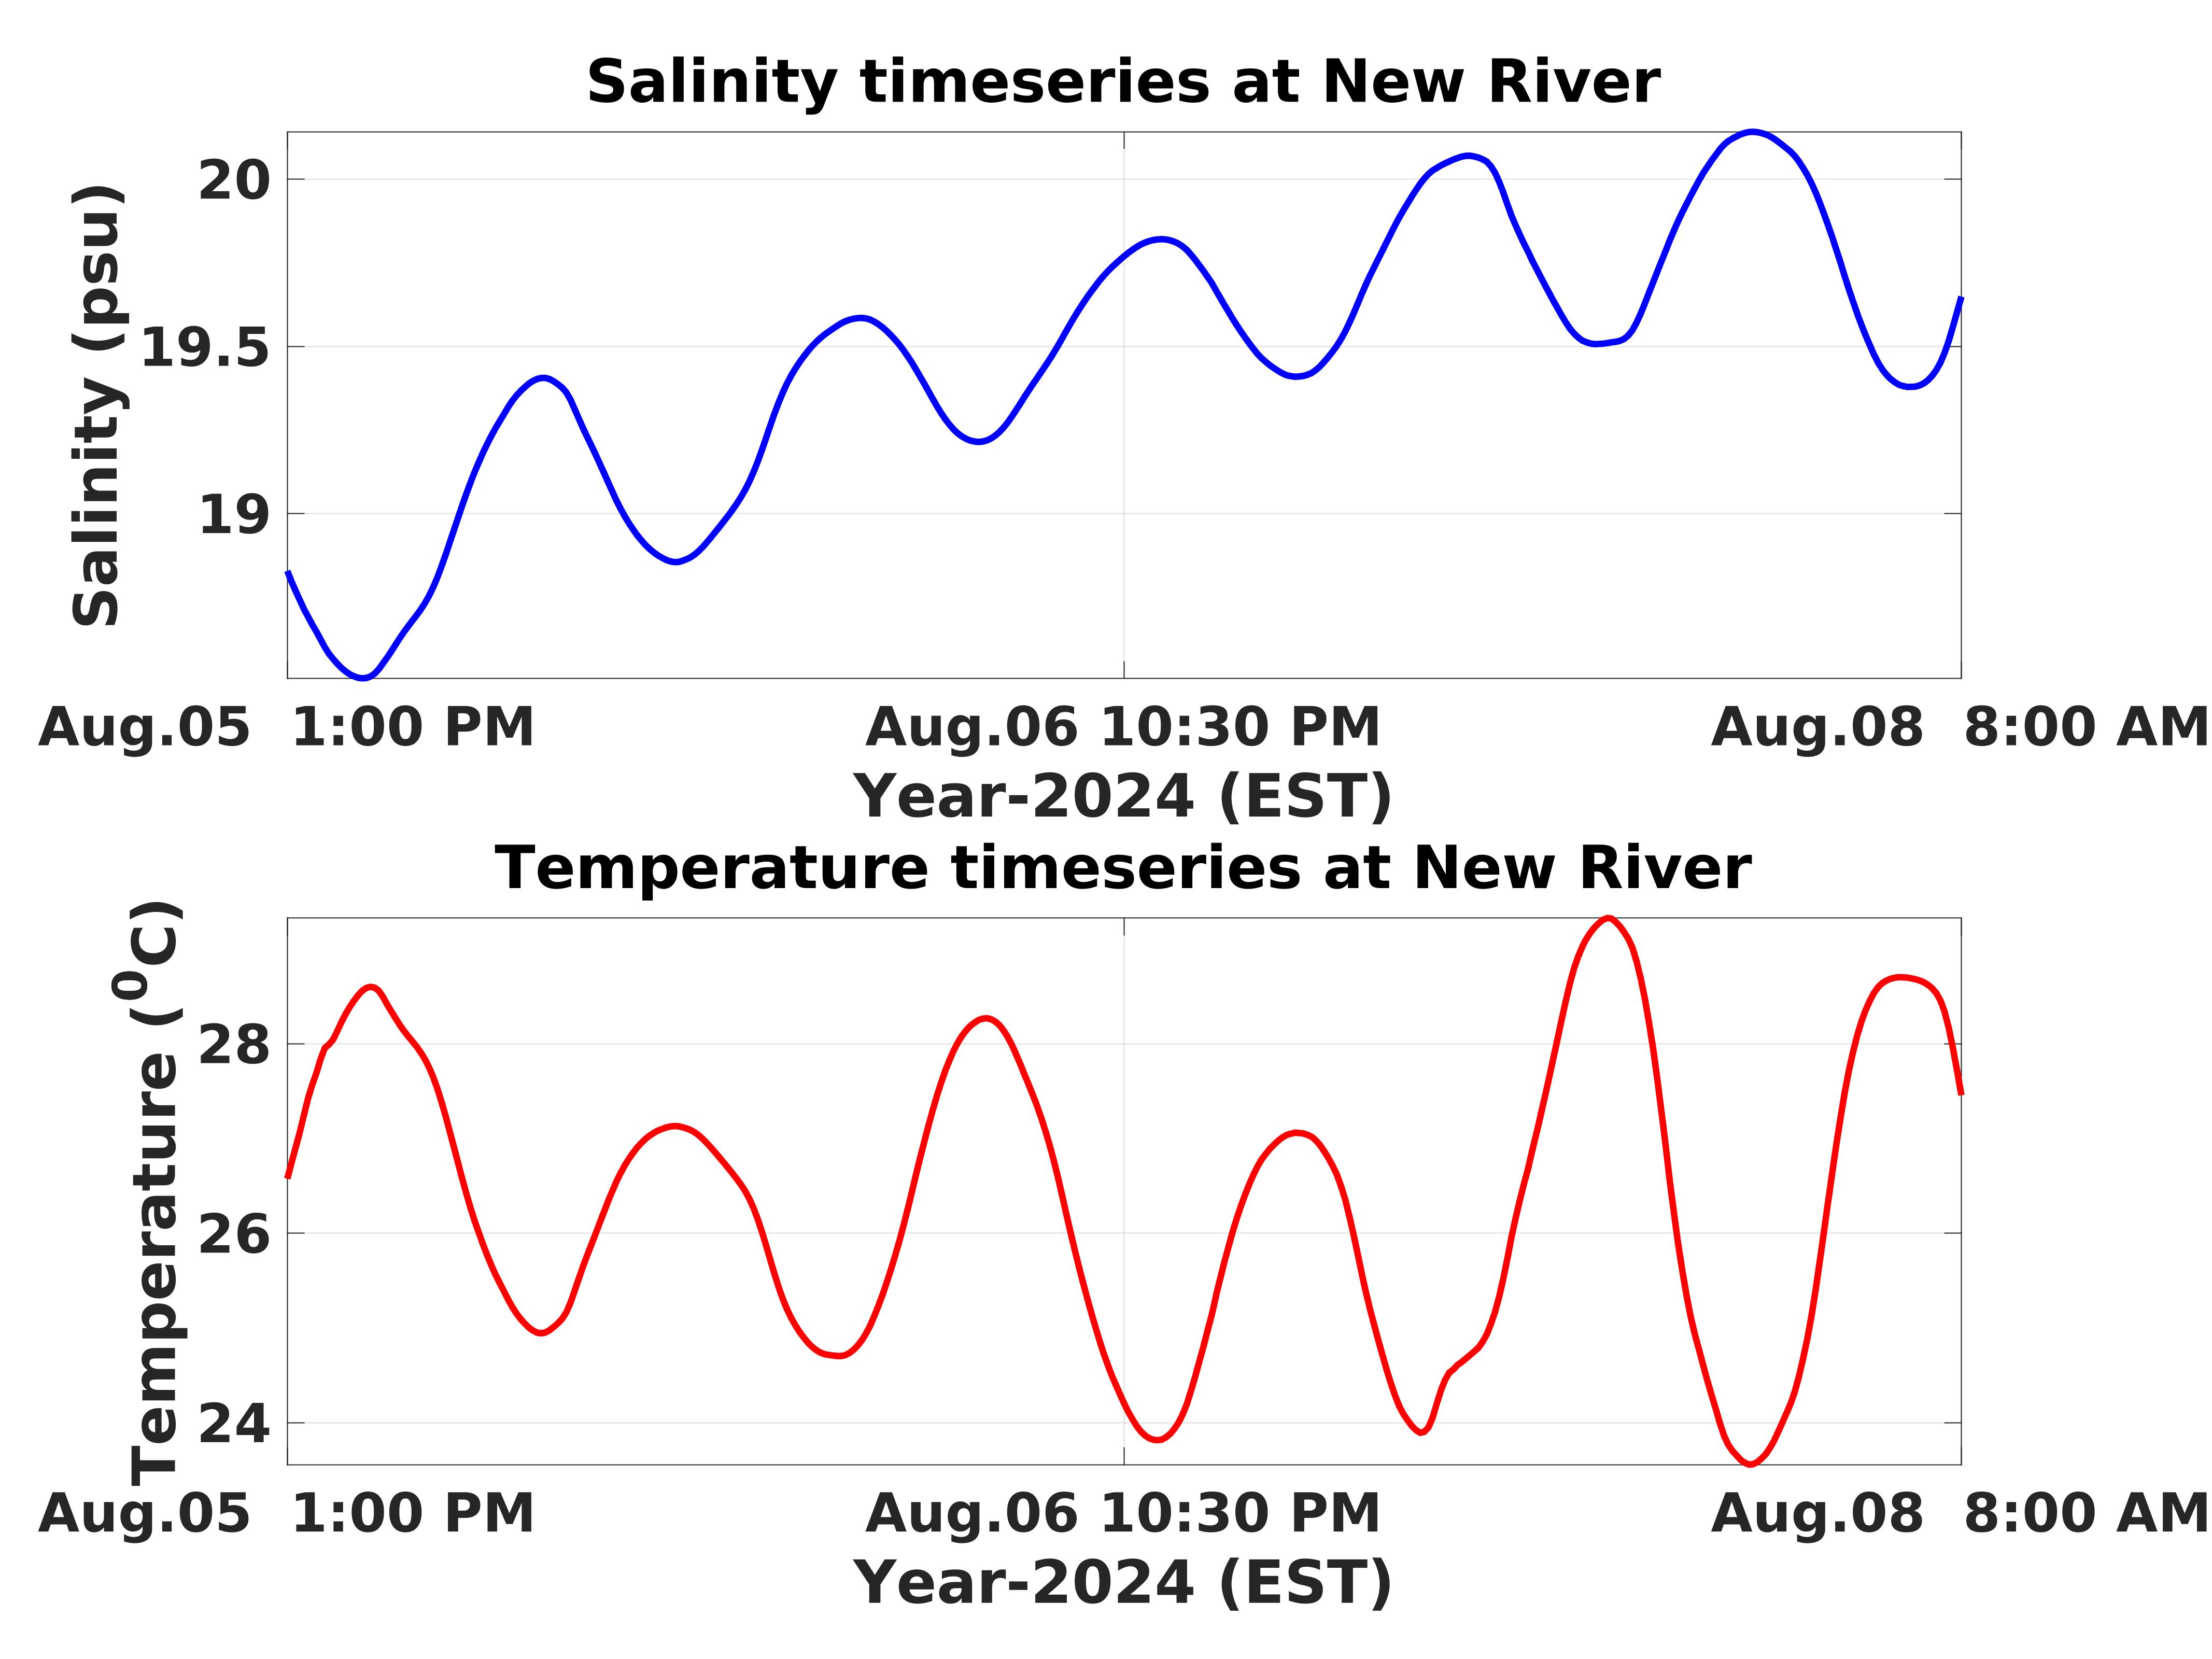 Salinity timeseries at New River
Salinity (psu)
20
19.5
19
Aug.05  1:00 PM
Aug.06 10:30 PM
Aug.08  8:00 AM
Year-2024 (EST)
Temperature timeseries at New River
Temperature (⁰C)
28
26
24
Aug.05  1:00 PM
Aug.06 10:30 PM
Aug.08  8:00 AM
Year-2024 (EST)